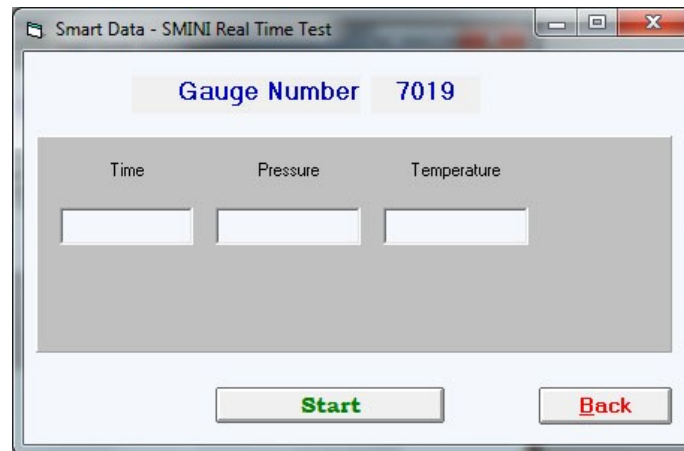 Smart Data - SMINI Real Time Test
Gauge Number 7019
Time Pressure Temperature
Start Back